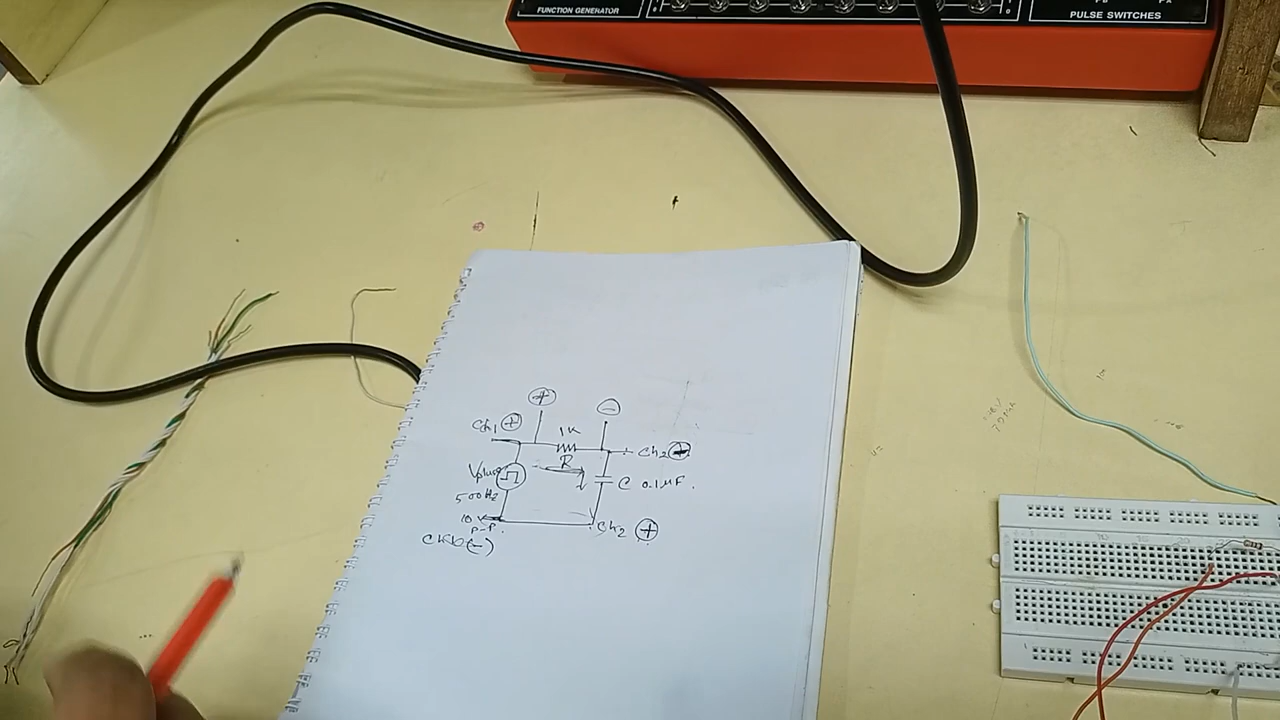 FUNCTION GENERATOR
PULSE SWITCHES
+
-
Ch1 +
1K
Ch2
R
C 0.1μF.
500Hz
10V
P-P.
Ch2 +